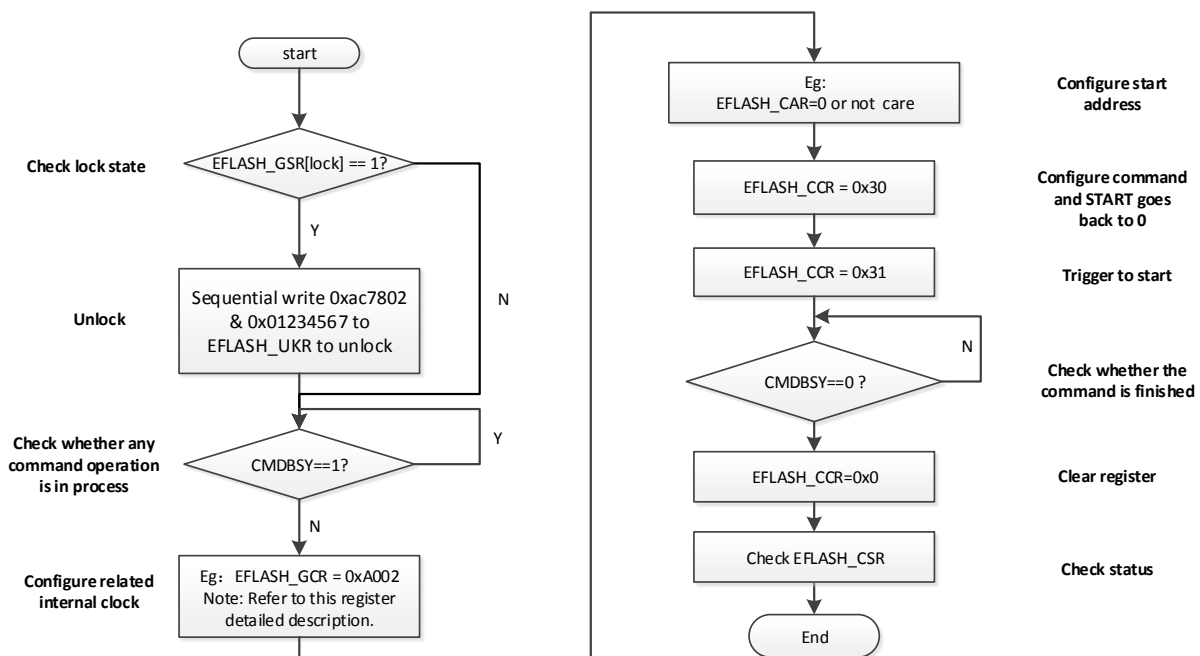 start
Check lock state
EFLASH_GSR[lock] == 1?
Y
N
Unlock
Sequential write 0xac7802
& 0x01234567 to
EFLASH_UKR to unlock
Check whether any
command operation
is in process
CMDBSY==1?
Y
N
Configure related
internal clock
Eg: EFLASH_GCR = 0xA002
Note: Refer to this register
detailed description.
Eg:
EFLASH_CAR=0 or not care
Configure start
address
EFLASH_CCR = 0x30
Configure command
and START goes
back to 0
EFLASH_CCR = 0x31
Trigger to start
N
CMDBSY==0 ?
Check whether the
command is finished
EFLASH_CCR=0x0
Clear register
Check EFLASH_CSR
Check status
End